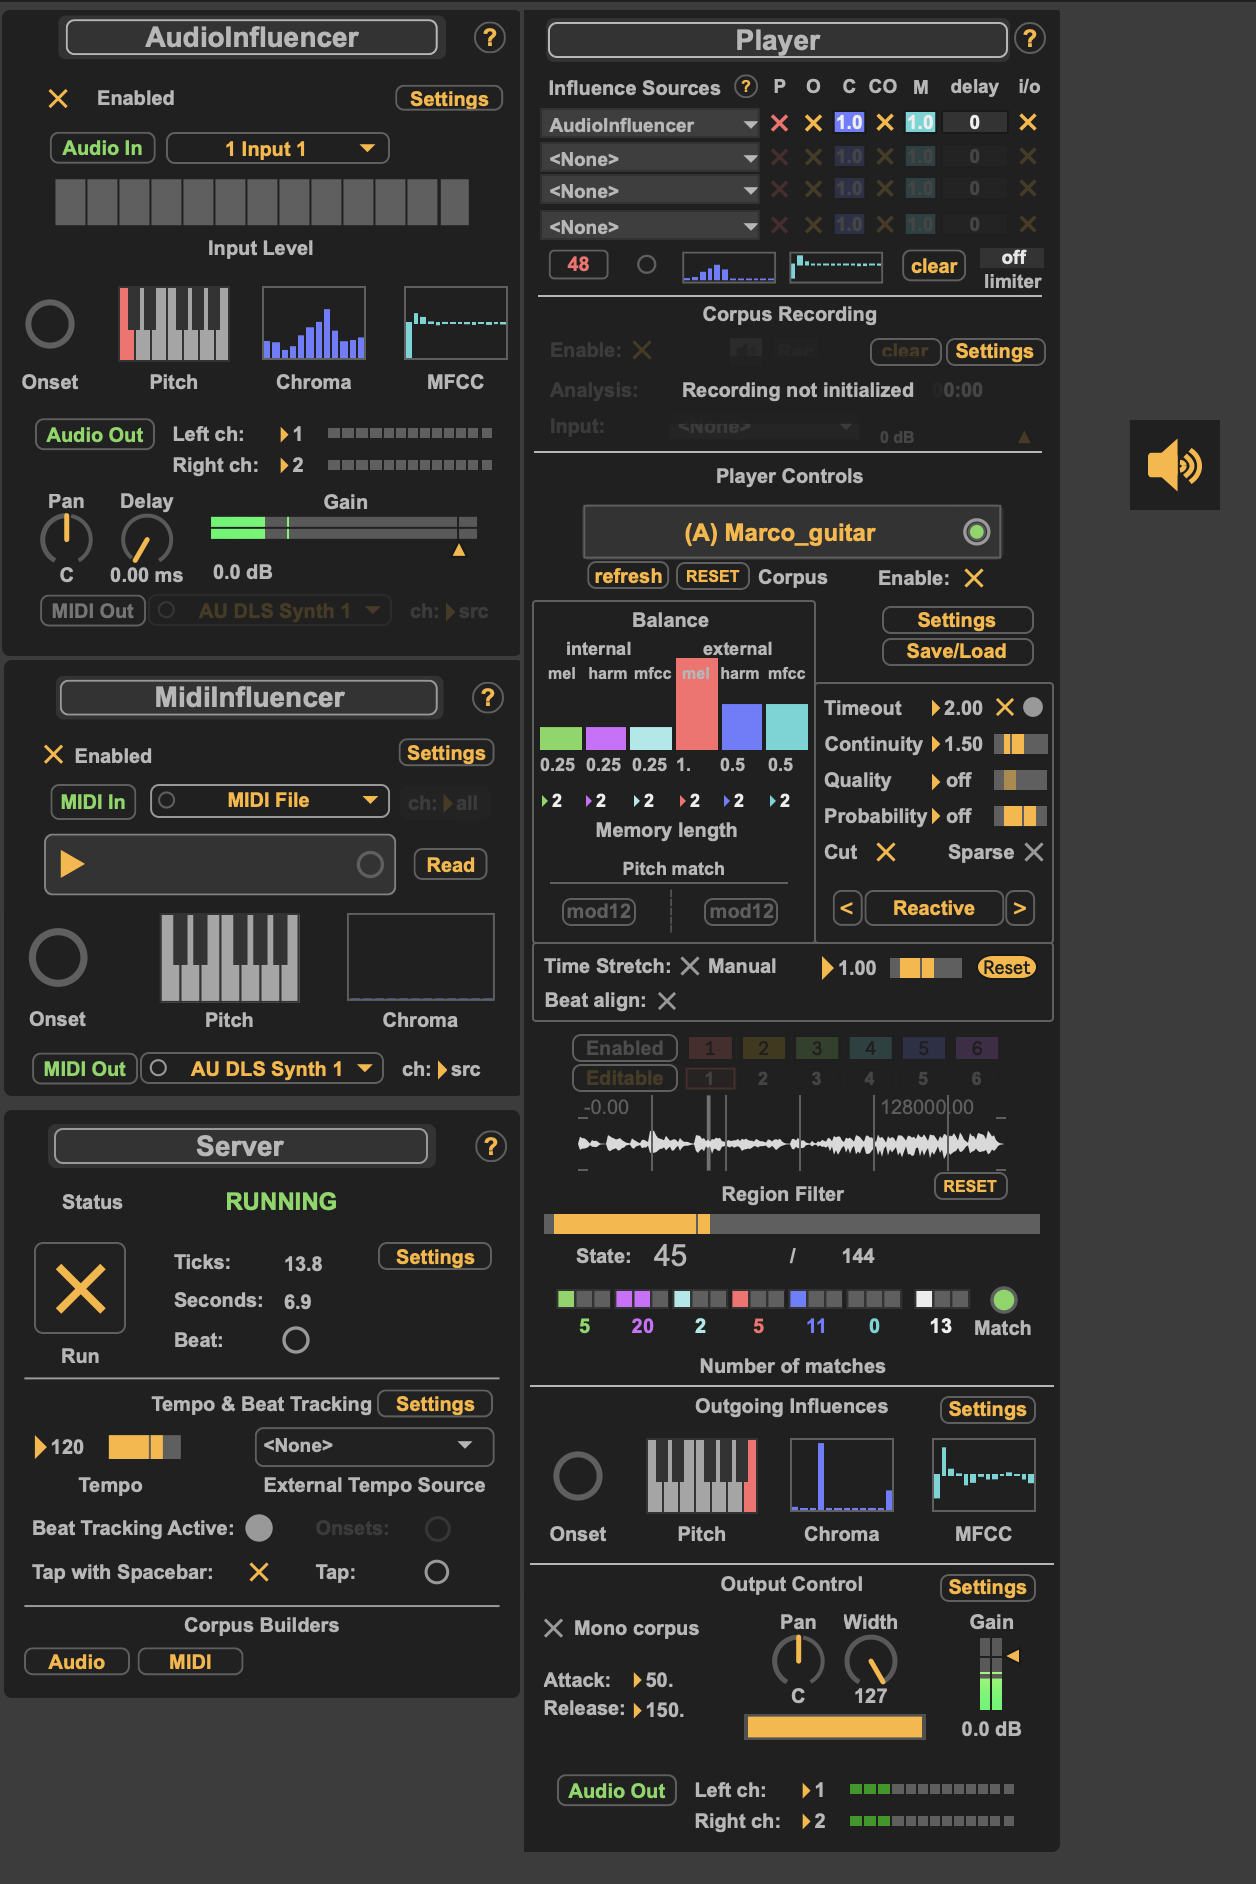 AudioInfluencer
?
Enabled
Settings
Audio In
1 Input 1
Input Level
Onset
Pitch
Chroma
MFCC
Audio Out
Left ch:
1
Right ch:
2
Pan
Delay
Gain
C
0.00 ms
0.0 dB
MIDI Out
AU DLS Synth 1
ch:
src
MidiInfluencer
?
Enabled
Settings
MIDI In
MIDI File
ch:
all
Read
Onset
Pitch
Chroma
MIDI Out
AU DLS Synth 1
ch:
src
Server
?
Status
RUNNING
Ticks:
13.8
Settings
Seconds:
6.9
Beat:
Run
Tempo & Beat Tracking
Settings
120
<None>
Tempo
External Tempo Source
Beat Tracking Active:
Onsets:
Tap with Spacebar:
Tap:
Corpus Builders
Audio
MIDI
Player
?
Influence Sources
?
P
O
C
CO
M
delay
i/o
AudioInfluencer
1.0
1.0
0
<None>
1.0
1.0
0
<None>
1.0
1.0
0
<None>
1.0
1.0
0
48
clear
off
limiter
Corpus Recording
Enable:
clear
Settings
Analysis:
Recording not initialized
00:00
Input:
<None>
0 dB
Player Controls
(A) Marco_guitar
refresh
RESET
Corpus
Enable:
Balance
internal
external
mel
harm
mfcc
mel
harm
mfcc
0.25
0.25
0.25
1.
0.5
0.5
2
2
2
2
2
2
Memory length
Pitch match
mod12
mod12
Settings
Save/Load
Timeout
2.00
Continuity
1.50
Quality
off
Probability
off
Cut
Sparse
<
Reactive
>
Time Stretch:
Manual
1.00
Reset
Beat align:
Enabled
1
2
3
4
5
6
Editable
1
2
3
4
5
6
-0.00
128000.00
Region Filter
RESET
State:
45
/
144
5
20
2
5
11
0
13
Match
Number of matches
Outgoing Influences
Settings
Onset
Pitch
Chroma
MFCC
Output Control
Settings
Mono corpus
Pan
Width
Gain
Attack:
50.
Release:
150.
C
127
0.0 dB
Audio Out
Left ch:
1
Right ch:
2